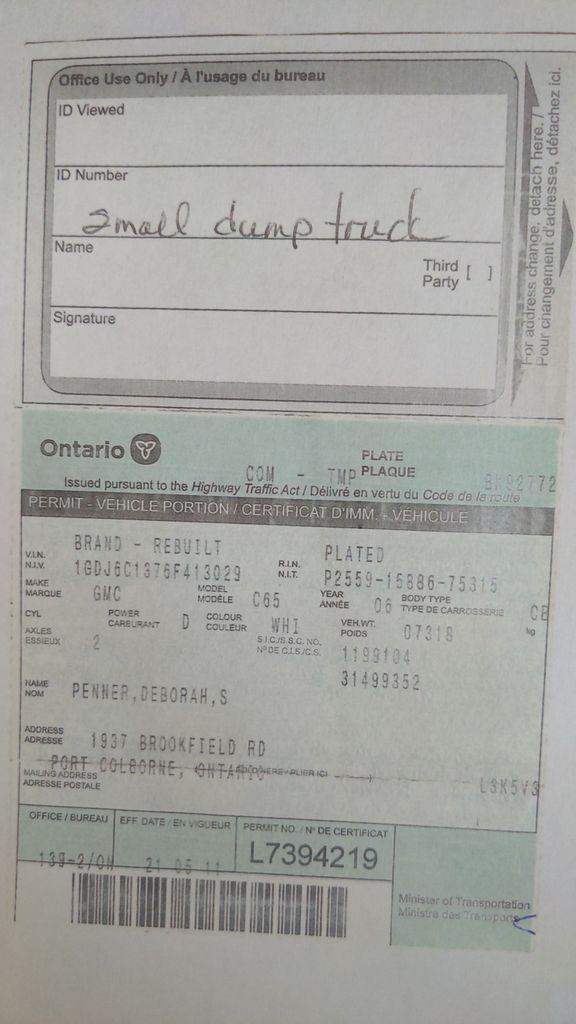 Office Use Only / À l'usage du bureau
ID Viewed
ID Number
small dump truck
Name
Third Party [ ]
Signature
For address change, detach here. /
Pour changement d'adresse, détachez ici.
Ontario
PLATE
PLAQUE
COM - TMP
BK92772
Issued pursuant to the Highway Traffic Act / Délivré en vertu du Code de la route
PERMIT - VEHICLE PORTION / CERTIFICAT D'IMM. - VÉHICULE
BRAND - REBUILT PLATED
V.I.N. N.I.V. 1GDJ6C1376F413029 R.I.N. N.I.T. P2559-15886-75315
MAKE MARQUE GMC MODEL MODÈLE C65 YEAR ANNÉE 06 BODY TYPE TYPE DE CARROSSERIE CB
CYL POWER CARBURANT D COLOUR COULEUR WHI VEH.WT. POIDS 07318 kg
AXLES ESSIEUX 2 S.I.C./S.S.C. NO. N° DE C.I.S./C.S. 1199104
31499352
NAME NOM PENNER,DEBORAH,S
ADDRESS ADRESSE 1937 BROOKFIELD RD
PORT COLBORNE, ONTARIO L3K5V3
MAILING ADDRESS
ADRESSE POSTALE
OFFICE / BUREAU EFF. DATE / EN VIGUEUR PERMIT NO. / N° DE CERTIFICAT
139-2/ON 21 05 11 L7394219
Minister of Transportation
Ministre des Transports